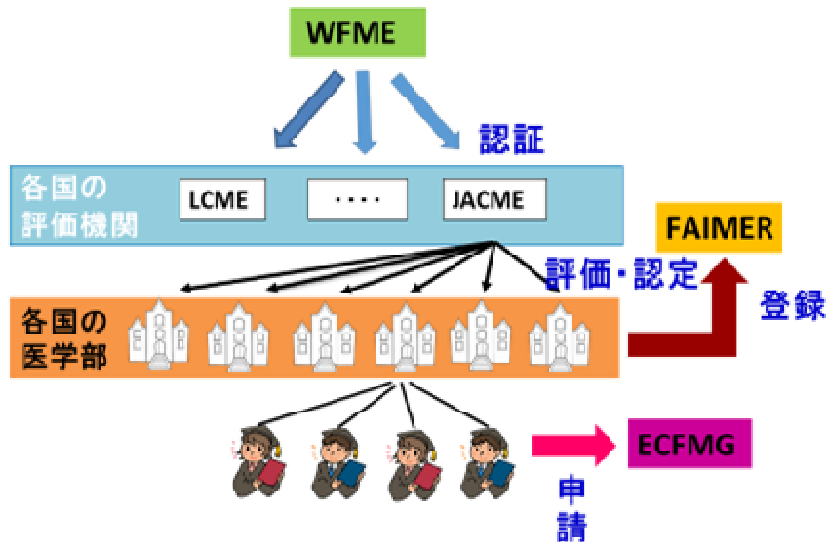 WFME
認証
各国の
評価機関
LCME
････
JACME
FAIMER
評価・認定
登録
各国の
医学部
ECFMG
申
請